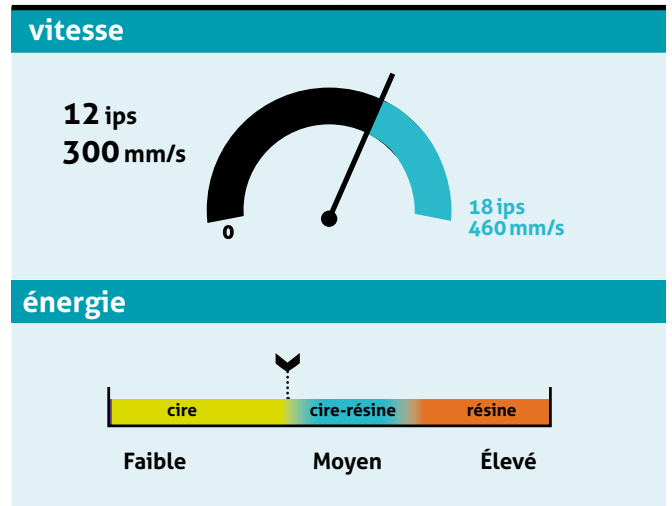 vitesse
12 ips
300 mm/s
0
18 ips
460 mm/s
énergie
cire cire-résine résine
Faible Moyen Élevé